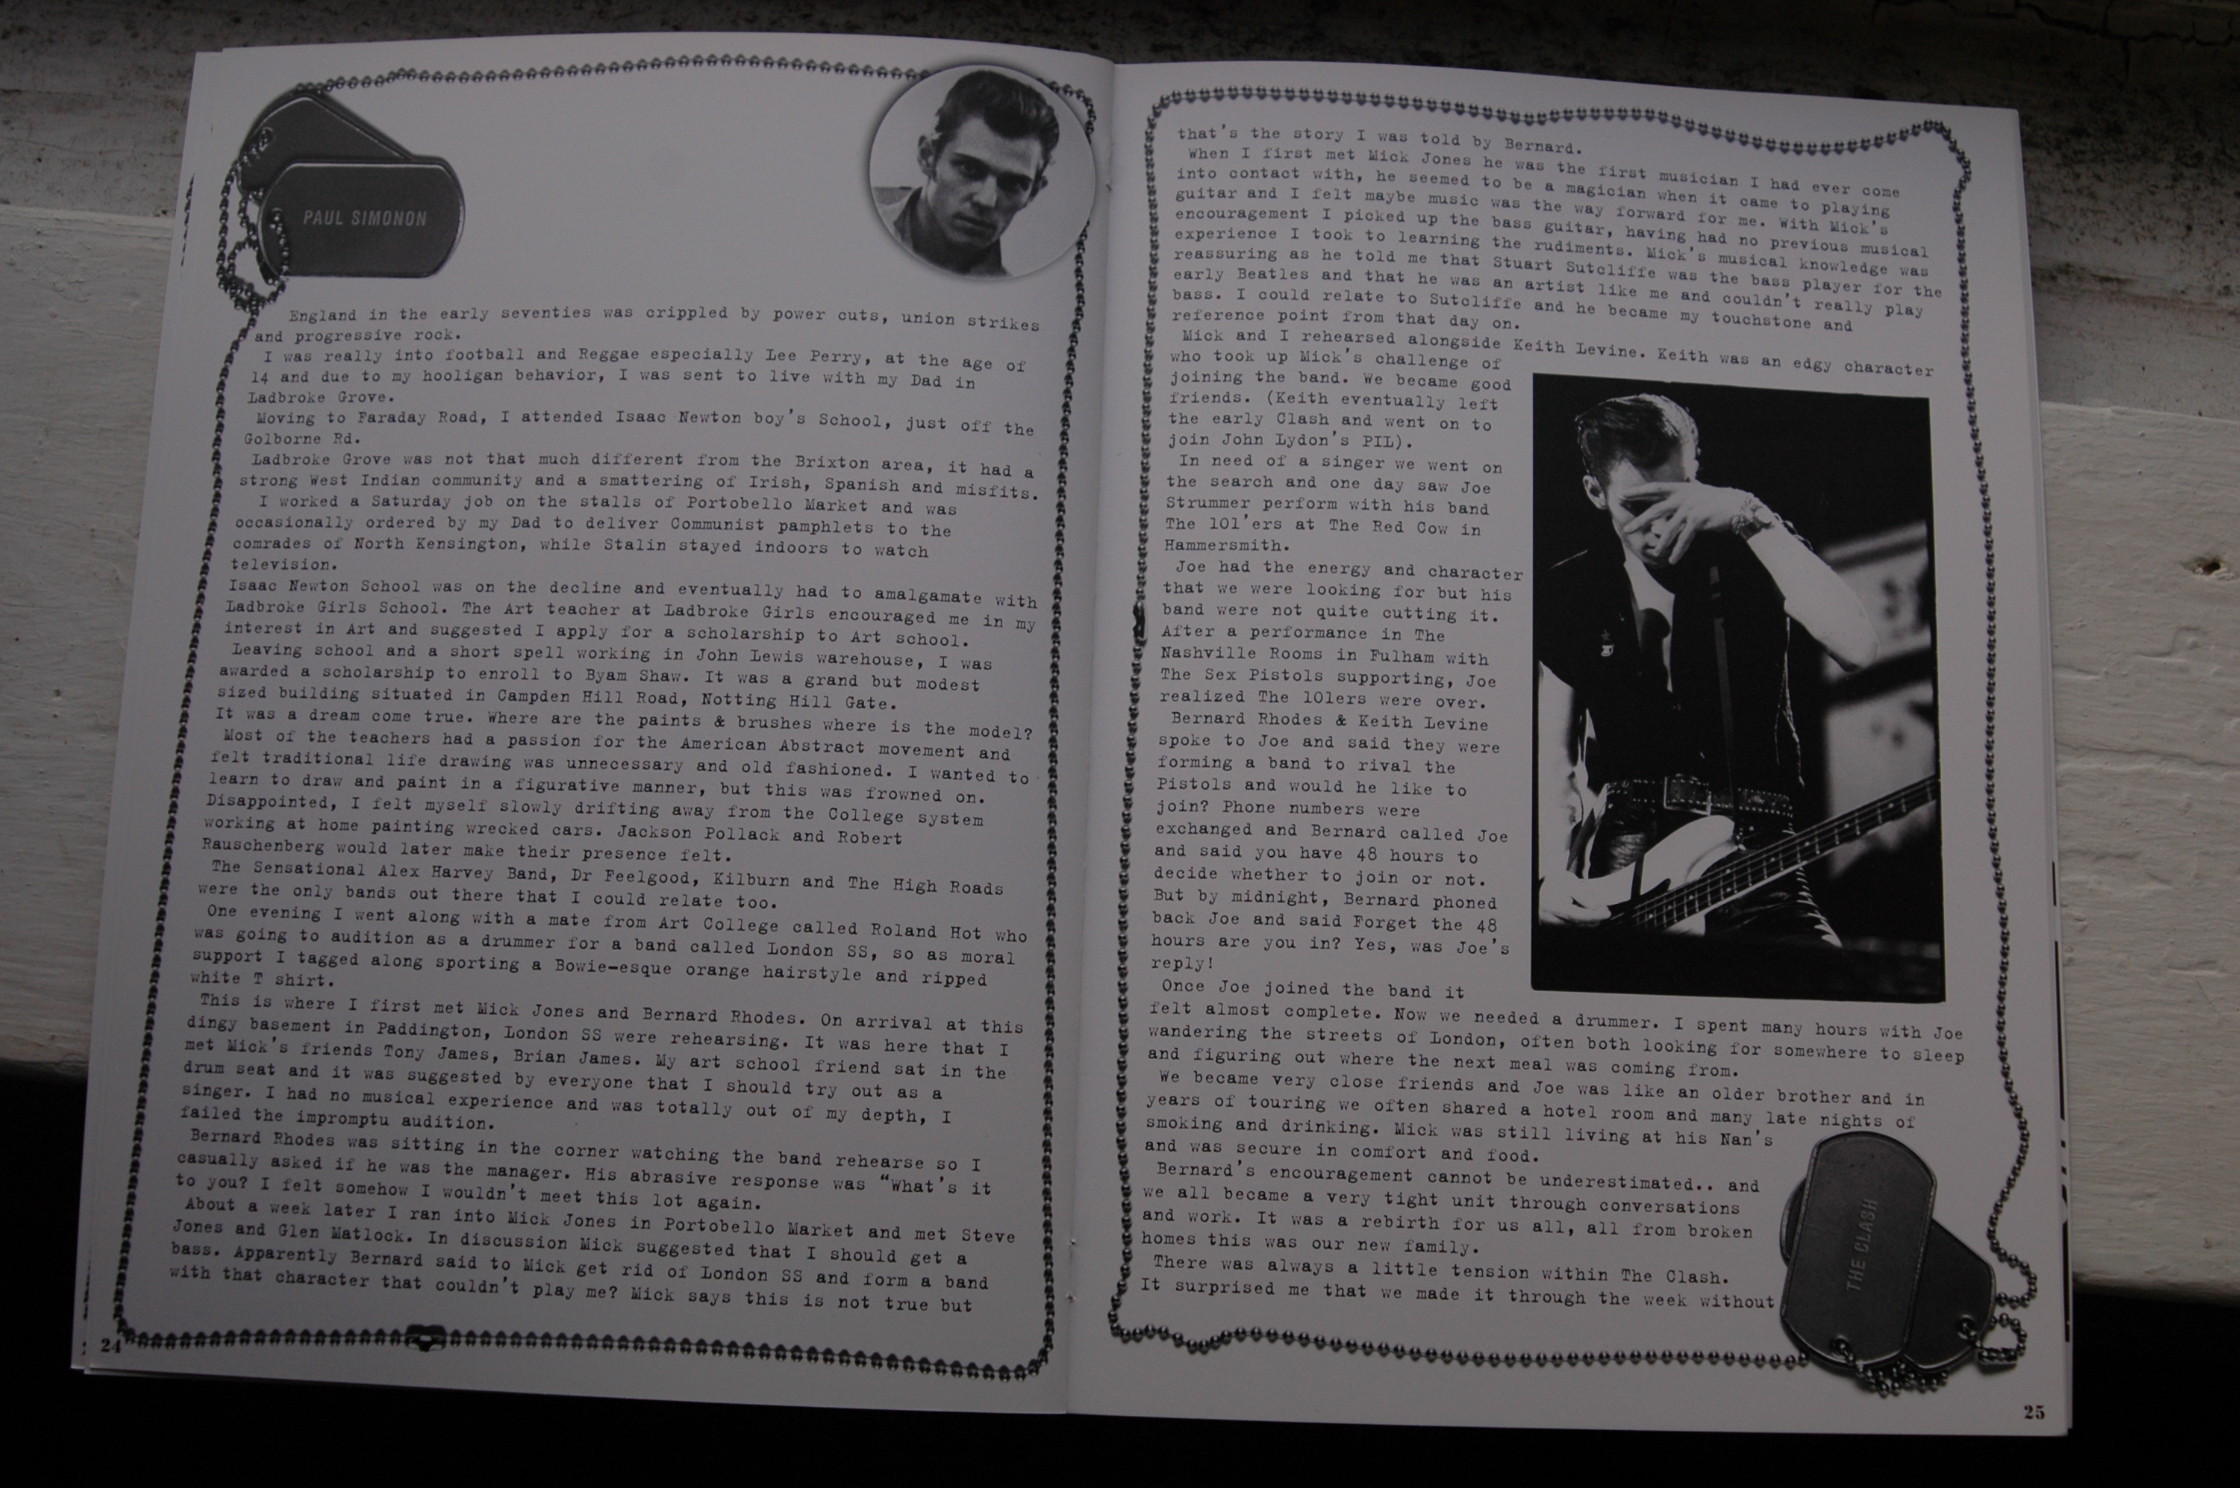 PAUL SIMONON
England in the early seventies was crippled by power cuts, union strikes
and progressive rock.
I was really into football and Reggae especially Lee Perry, at the age of
14 and due to my hooligan behavior, I was sent to live with my Dad in
Ladbroke Grove.
Moving to Faraday Road, I attended Isaac Newton boy's School, just off the
Golborne Rd.
Ladbroke Grove was not that much different from the Brixton area, it had a
strong West Indian community and a smattering of Irish, Spanish and misfits.
I worked a Saturday job on the stalls of Portobello Market and was
occasionally ordered by my Dad to deliver Communist pamphlets to the
comrades of North Kensington, while Stalin stayed indoors to watch
television.
Isaac Newton School was on the decline and eventually had to amalgamate with
Ladbroke Girls School. The Art teacher at Ladbroke Girls encouraged me in my
interest in Art and suggested I apply for a scholarship to Art school.
Leaving school and a short spell working in John Lewis warehouse, I was
awarded a scholarship to enroll to Byam Shaw. It was a grand but modest
sized building situated in Campden Hill Road, Notting Hill Gate.
It was a dream come true. Where are the paints & brushes where is the model?
Most of the teachers had a passion for the American Abstract movement and
felt traditional life drawing was unnecessary and old fashioned. I wanted to
learn to draw and paint in a figurative manner, but this was frowned on.
Disappointed, I felt myself slowly drifting away from the College system
working at home painting wrecked cars. Jackson Pollack and Robert
Rauschenberg would later make their presence felt.
The Sensational Alex Harvey Band, Dr Feelgood, Kilburn and The High Roads
were the only bands out there that I could relate too.
One evening I went along with a mate from Art College called Roland Hot who
was going to audition as a drummer for a band called London SS, so as moral
support I tagged along sporting a Bowie-esque orange hairstyle and ripped
white T shirt.
This is where I first met Mick Jones and Bernard Rhodes. On arrival at this
dingy basement in Paddington, London SS were rehearsing. It was here that I
met Mick's friends Tony James, Brian James. My art school friend sat in the
drum seat and it was suggested by everyone that I should try out as a
singer. I had no musical experience and was totally out of my depth, I
failed the impromptu audition.
Bernard Rhodes was sitting in the corner watching the band rehearse so I
casually asked if he was the manager. His abrasive response was "What's it
to you? I felt somehow I wouldn't meet this lot again.
About a week later I ran into Mick Jones in Portobello Market and met Steve
Jones and Glen Matlock. In discussion Mick suggested that I should get a
bass. Apparently Bernard said to Mick get rid of London SS and form a band
with that character that couldn't play me? Mick says this is not true but
24
that's the story I was told by Bernard.
When I first met Mick Jones he was the first musician I had ever come
into contact with, he seemed to be a magician when it came to playing
guitar and I felt maybe music was the way forward for me. With Mick's
encouragement I picked up the bass guitar, having had no previous musical
experience I took to learning the rudiments. Mick's musical knowledge was
reassuring as he told me that Stuart Sutcliffe was the bass player for the
early Beatles and that he was an artist like me and couldn't really play
bass. I could relate to Sutcliffe and he became my touchstone and
reference point from that day on.
Mick and I rehearsed alongside Keith Levine. Keith was an edgy character
who took up Mick's challenge of
joining the band. We became good
friends. (Keith eventually left
the early Clash and went on to
join John Lydon's PIL).
In need of a singer we went on
the search and one day saw Joe
Strummer perform with his band
The 101'ers at The Red Cow in
Hammersmith.
Joe had the energy and character
that we were looking for but his
band were not quite cutting it.
After a performance in The
Nashville Rooms in Fulham with
The Sex Pistols supporting, Joe
realized The 101ers were over.
Bernard Rhodes & Keith Levine
spoke to Joe and said they were
forming a band to rival the
Pistols and would he like to
join? Phone numbers were
exchanged and Bernard called Joe
and said you have 48 hours to
decide whether to join or not.
But by midnight, Bernard phoned
back Joe and said Forget the 48
hours are you in? Yes, was Joe's
reply!
Once Joe joined the band it
felt almost complete. Now we needed a drummer. I spent many hours with Joe
wandering the streets of London, often both looking for somewhere to sleep
and figuring out where the next meal was coming from.
We became very close friends and Joe was like an older brother and in
years of touring we often shared a hotel room and many late nights of
smoking and drinking. Mick was still living at his Nan's
and was secure in comfort and food.
Bernard's encouragement cannot be underestimated.. and
we all became a very tight unit through conversations
and work. It was a rebirth for us all, all from broken
homes this was our new family.
There was always a little tension within The Clash.
It surprised me that we made it through the week without
THE CLASH
25